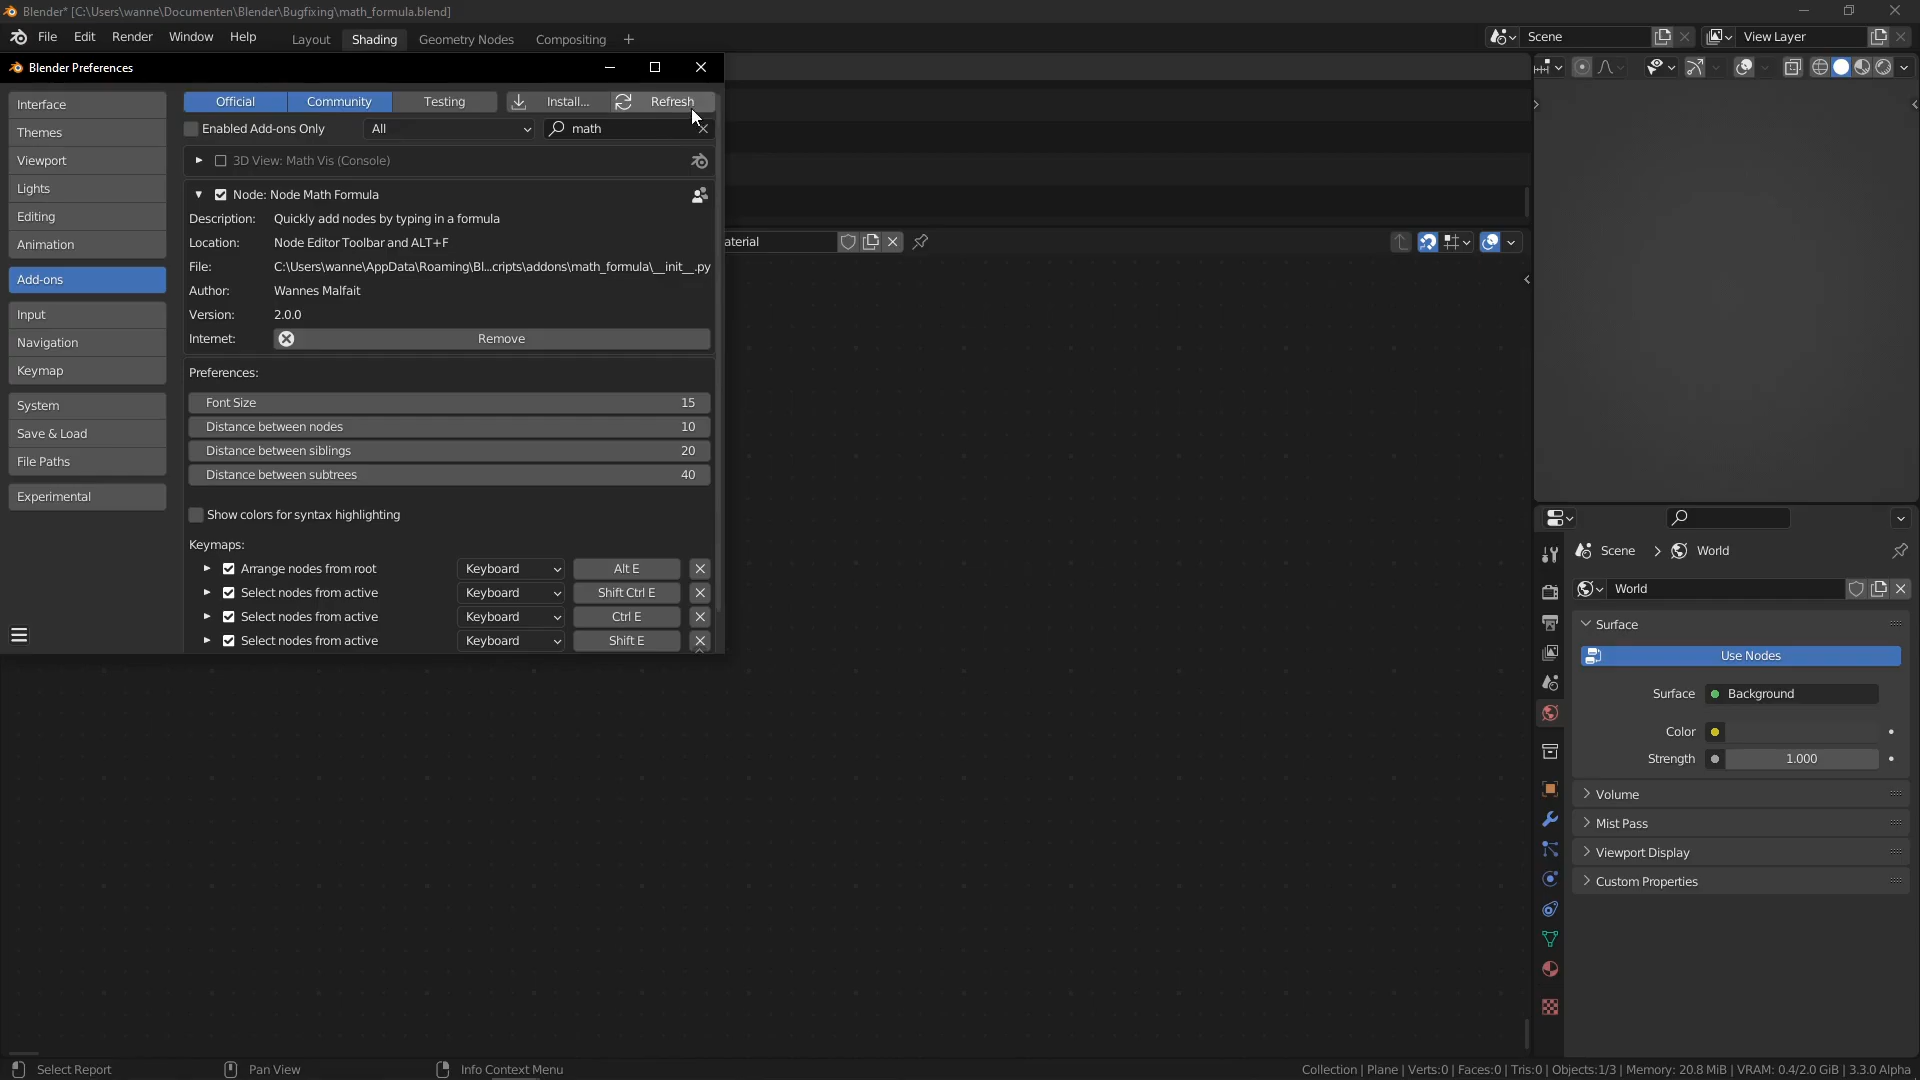 Blender* [C:\Users\wanne\Documenten\Blender\Bugfixing\math_formula.blend]
File Edit Render Window Help Layout Shading Geometry Nodes Compositing + Scene View Layer
Blender Preferences
Interface
Themes
Viewport
Lights
Editing
Animation
Add-ons
Input
Navigation
Keymap
System
Save & Load
File Paths
Experimental
Official Community Testing Install... Refresh
Enabled Add-ons Only All math
3D View: Math Vis (Console)
Node: Node Math Formula
Description: Quickly add nodes by typing in a formula
Location: Node Editor Toolbar and ALT+F
File: C:\Users\wanne\AppData\Roaming\Bl...cripts\addons\math_formula\__init__.py
Author: Wannes Malfait
Version: 2.0.0
Internet: Remove
Preferences:
Font Size 15
Distance between nodes 10
Distance between siblings 20
Distance between subtrees 40
Show colors for syntax highlighting
Keymaps:
Arrange nodes from root Keyboard Alt E
Select nodes from active Keyboard Shift Ctrl E
Select nodes from active Keyboard Ctrl E
Select nodes from active Keyboard Shift E
aterial
Scene > World
World
Surface
Use Nodes
Surface Background
Color
Strength 1.000
Volume
Mist Pass
Viewport Display
Custom Properties
Select Report Pan View Info Context Menu
Collection | Plane | Verts:0 | Faces:0 | Tris:0 | Objects:1/3 | Memory: 20.8 MiB | VRAM: 0.4/2.0 GiB | 3.3.0 Alpha